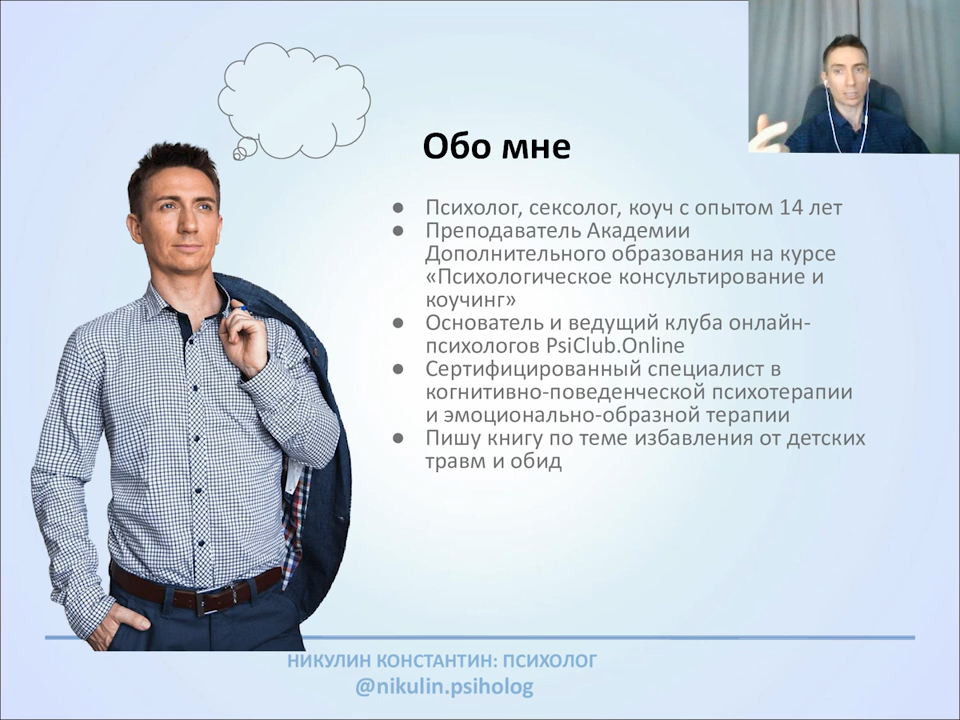 Обо мне
● Психолог, сексолог, коуч с опытом 14 лет
● Преподаватель Академии
Дополнительного образования на курсе
«Психологическое консультирование и
коучинг»
● Основатель и ведущий клуба онлайн-
психологов PsiClub.Online
● Сертифицированный специалист в
когнитивно-поведенческой психотерапии
и эмоционально-образной терапии
● Пишу книгу по теме избавления от детских
травм и обид
НИКУЛИН КОНСТАНТИН: ПСИХОЛОГ
@nikulin.psiholog